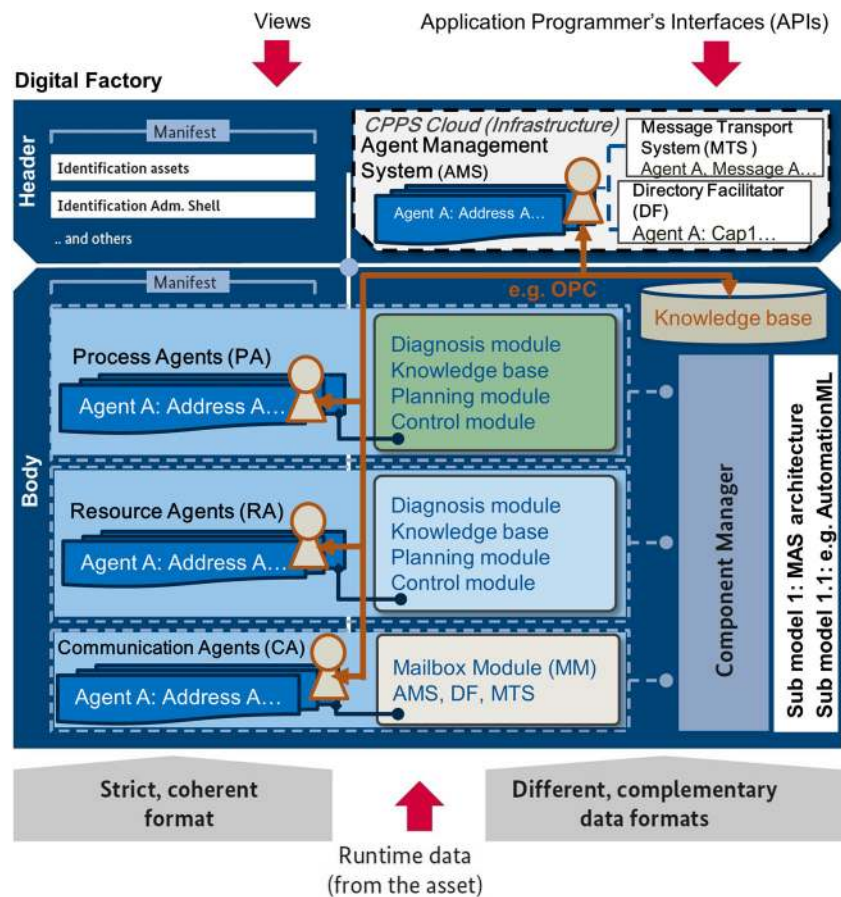 Views
Application Programmer's Interfaces (APIs)
Digital Factory
Header
Manifest
Identification assets
Identification Adm. Shell
.. and others
CPPS Cloud (Infrastructure)
Agent Management
System (AMS)
Agent A: Address A...
Message Transport
System (MTS)
Agent A, Message A...
Directory Facilitator
(DF)
Agent A: Cap1...
Body
Manifest
e.g. OPC
Knowledge base
Process Agents (PA)
Agent A: Address A...
Diagnosis module
Knowledge base
Planning module
Control module
Resource Agents (RA)
Agent A: Address A...
Diagnosis module
Knowledge base
Planning module
Control module
Communication Agents (CA)
Agent A: Address A...
Mailbox Module (MM)
AMS, DF, MTS
Component Manager
Sub model 1: MAS architecture
Sub model 1.1: e.g. AutomationML
Strict, coherent
format
Different, complementary
data formats
Runtime data
(from the asset)